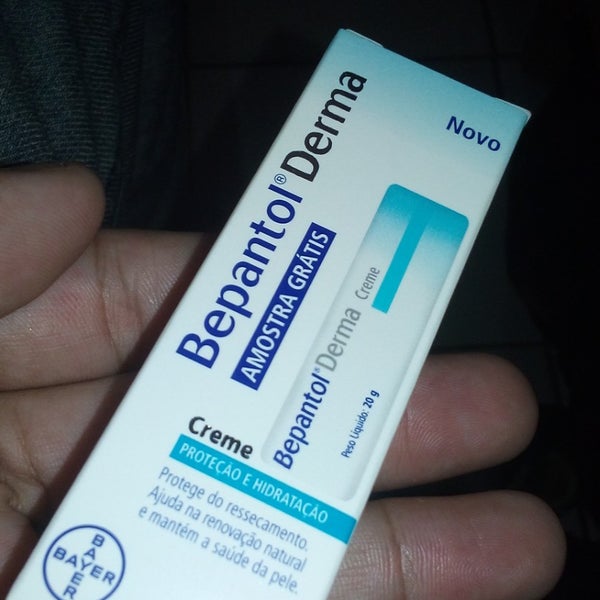 Novo
Bepantol® Derma
AMOSTRA GRÁTIS
Bepantol® Derma Creme
Peso Líquido: 20 g
Creme
PROTEÇÃO E HIDRATAÇÃO
Protege do ressecamento.
Ajuda na renovação natural
e mantém a saúde da pele.
BAYER
BAYER